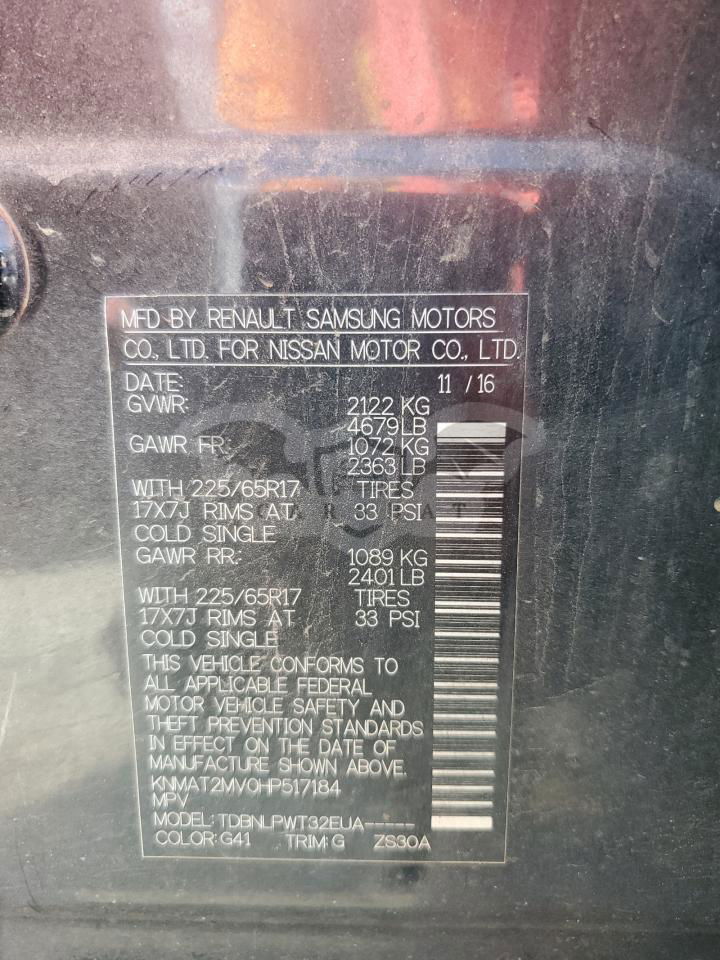 MFD BY RENAULT SAMSUNG MOTORS
CO., LTD. FOR NISSAN MOTOR CO., LTD.
DATE: 11 / 16
GVWR: 2122 KG
4679LB
GAWR FR: 1072 KG
2363 LB
WITH 225/65R17 TIRES
17X7J RIMS AT 33 PSI
COLD SINGLE
GAWR RR: 1089 KG
2401 LB
WITH 225/65R17 TIRES
17X7J RIMS AT 33 PSI
COLD SINGLE
THIS VEHICLE CONFORMS TO
ALL APPLICABLE FEDERAL
MOTOR VEHICLE SAFETY AND
THEFT PREVENTION STANDARDS
IN EFFECT ON THE DATE OF
MANUFACTURE SHOWN ABOVE.
KNMAT2MV0HP517184
MPV
MODEL: TDBNLPWT32EUA-----
COLOR: G41 TRIM: G ZS30A